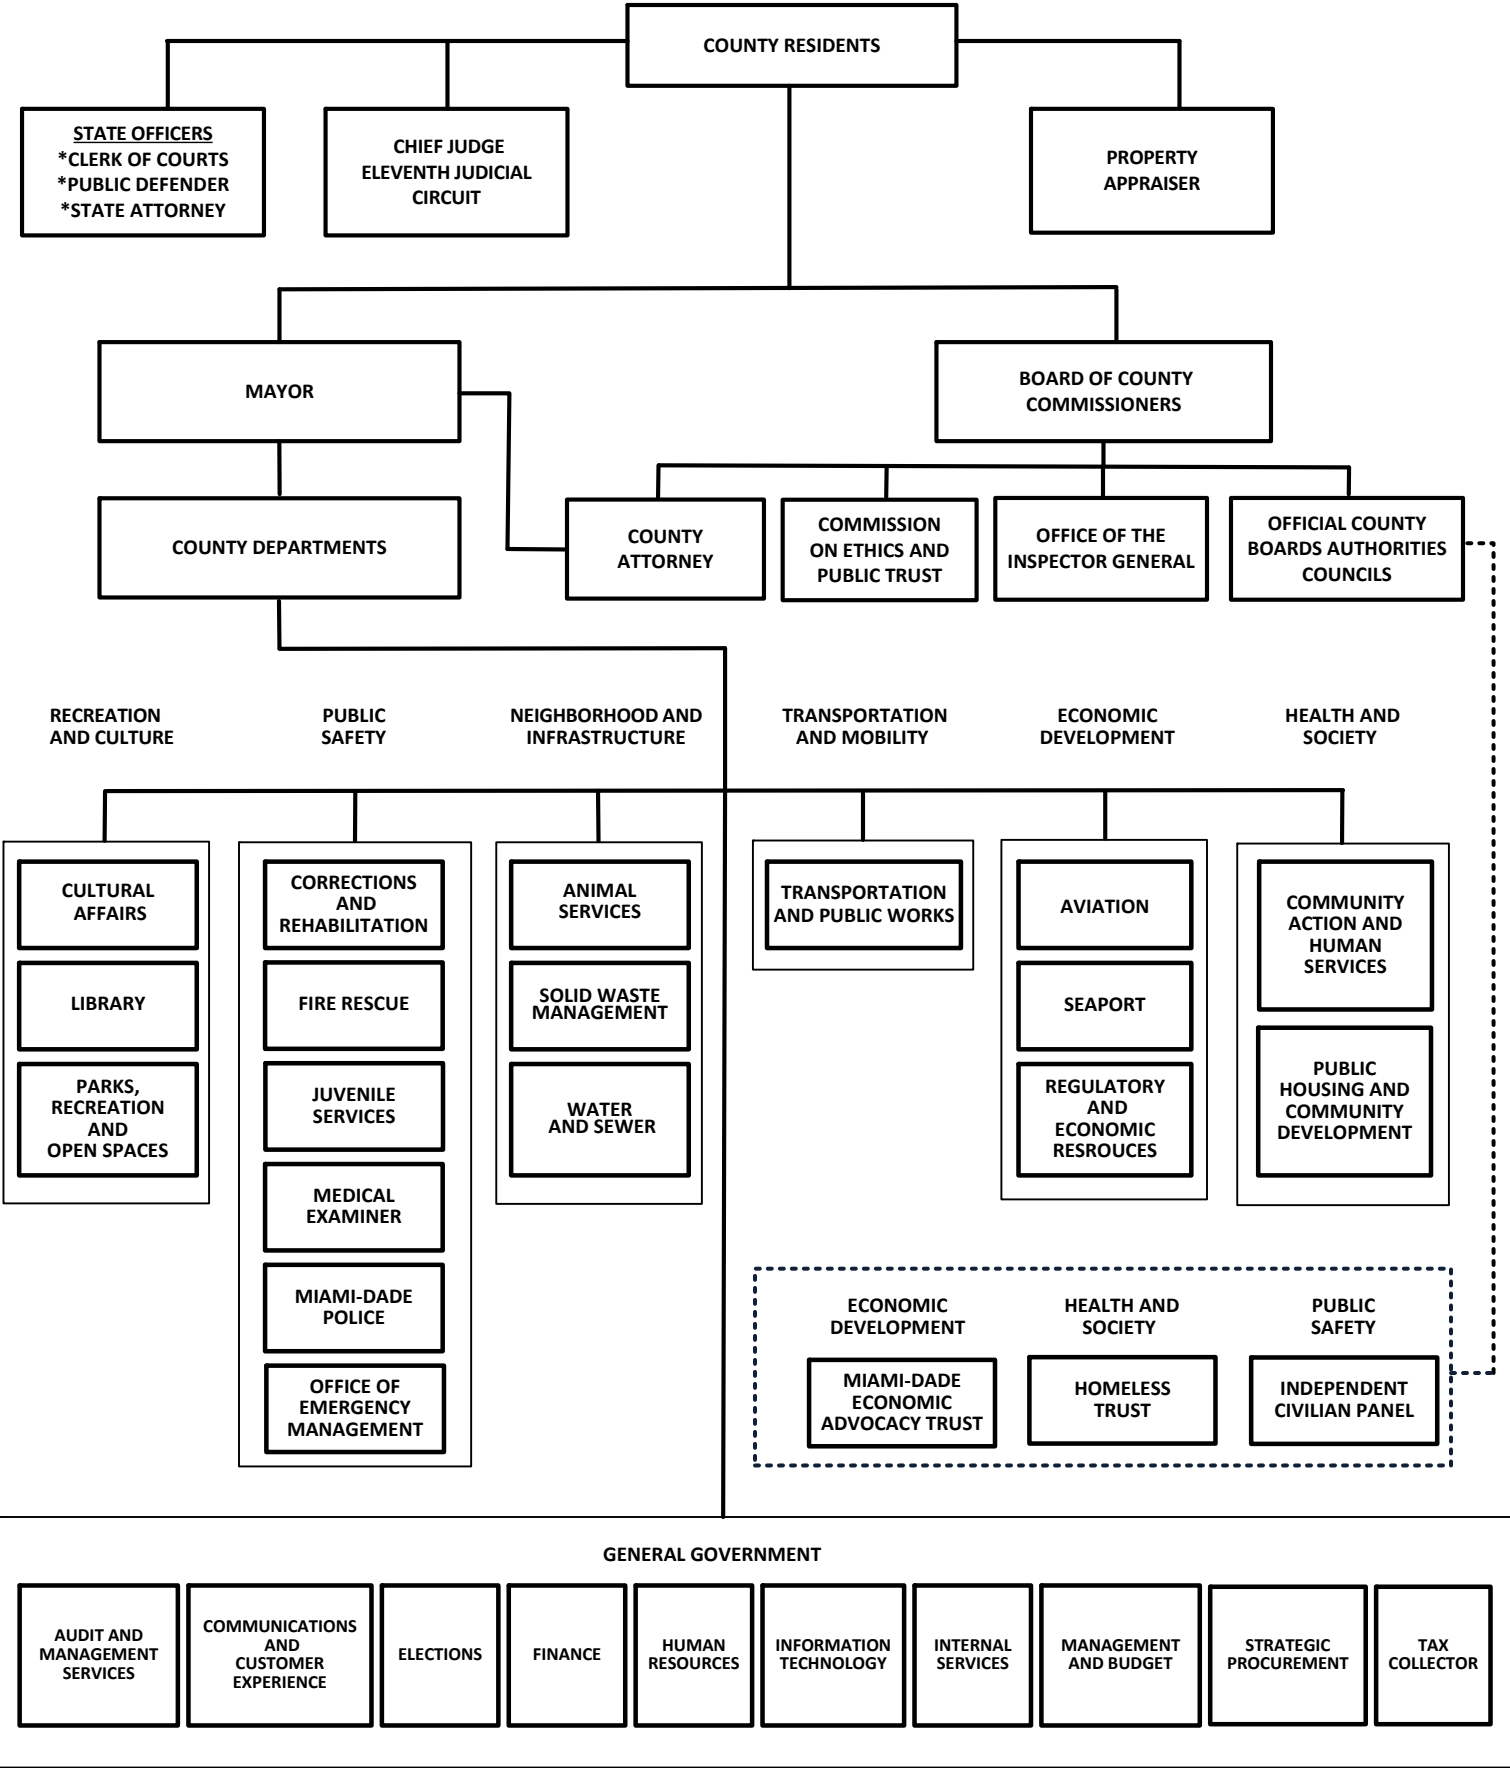 COUNTY RESIDENTS
STATE OFFICERS
*CLERK OF COURTS
*PUBLIC DEFENDER
*STATE ATTORNEY
CHIEF JUDGE
ELEVENTH JUDICIAL
CIRCUIT
PROPERTY
APPRAISER
MAYOR
BOARD OF COUNTY
COMMISSIONERS
COUNTY DEPARTMENTS
COUNTY
ATTORNEY
COMMISSION
ON ETHICS AND
PUBLIC TRUST
OFFICE OF THE
INSPECTOR GENERAL
OFFICIAL COUNTY
BOARDS AUTHORITIES
COUNCILS
RECREATION
AND CULTURE
PUBLIC
SAFETY
NEIGHBORHOOD AND
INFRASTRUCTURE
TRANSPORTATION
AND MOBILITY
ECONOMIC
DEVELOPMENT
HEALTH AND
SOCIETY
CULTURAL
AFFAIRS
LIBRARY
PARKS,
RECREATION
AND
OPEN SPACES
CORRECTIONS
AND
REHABILITATION
FIRE RESCUE
JUVENILE
SERVICES
MEDICAL
EXAMINER
MIAMI-DADE
POLICE
OFFICE OF
EMERGENCY
MANAGEMENT
ANIMAL
SERVICES
SOLID WASTE
MANAGEMENT
WATER
AND SEWER
TRANSPORTATION
AND PUBLIC WORKS
AVIATION
SEAPORT
REGULATORY
AND
ECONOMIC
RESROUCES
COMMUNITY
ACTION AND
HUMAN
SERVICES
PUBLIC
HOUSING AND
COMMUNITY
DEVELOPMENT
ECONOMIC
DEVELOPMENT
MIAMI-DADE
ECONOMIC
ADVOCACY TRUST
HEALTH AND
SOCIETY
HOMELESS
TRUST
PUBLIC
SAFETY
INDEPENDENT
CIVILIAN PANEL
GENERAL GOVERNMENT
AUDIT AND
MANAGEMENT
SERVICES
COMMUNICATIONS
AND
CUSTOMER
EXPERIENCE
ELECTIONS
FINANCE
HUMAN
RESOURCES
INFORMATION
TECHNOLOGY
INTERNAL
SERVICES
MANAGEMENT
AND BUDGET
STRATEGIC
PROCUREMENT
TAX
COLLECTOR